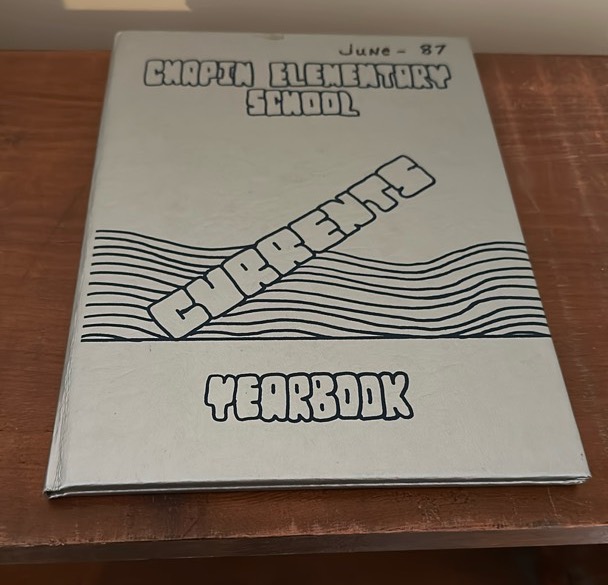 JUNE - 87
CHAPIN ELEMENTARY
SCHOOL
CURRENTS
YEARBOOK